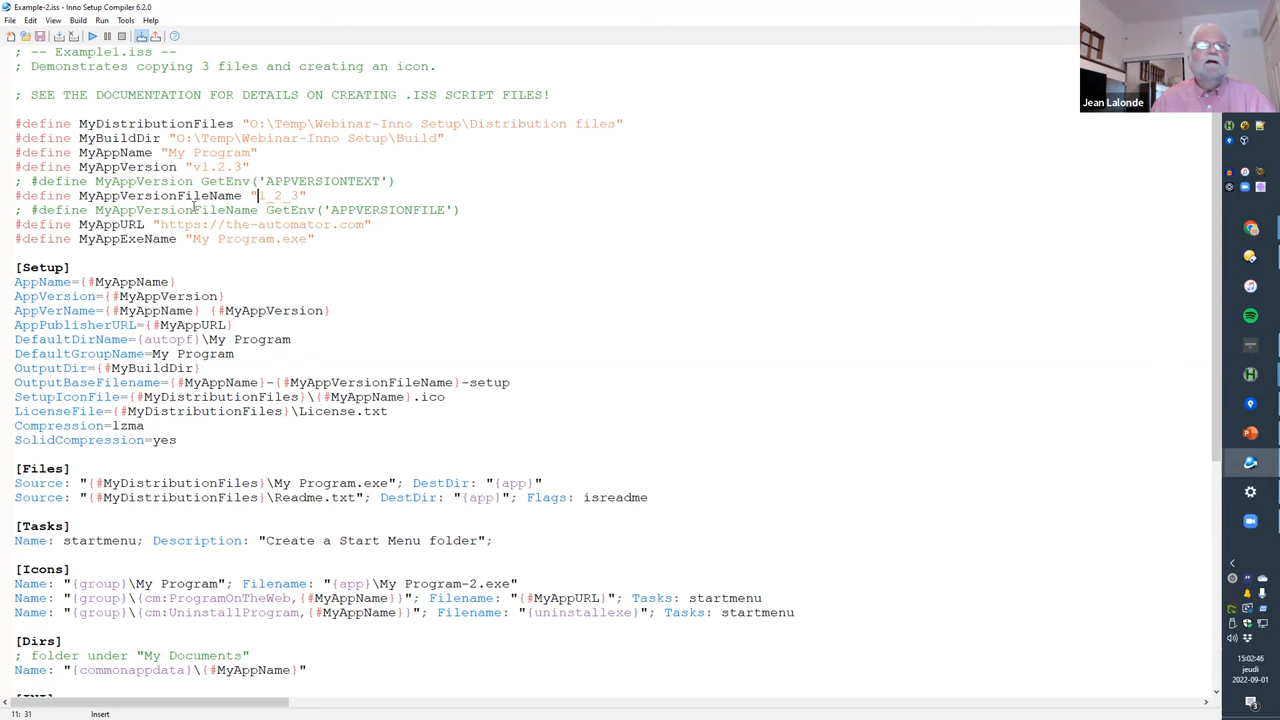 Example-2.iss - Inno Setup Compiler 6.2.0
File Edit View Build Run Tools Help
; -- Example1.iss --
; Demonstrates copying 3 files and creating an icon.
; SEE THE DOCUMENTATION FOR DETAILS ON CREATING .ISS SCRIPT FILES!
#define MyDistributionFiles "O:\Temp\Webinar-Inno Setup\Distribution files"
#define MyBuildDir "O:\Temp\Webinar-Inno Setup\Build"
#define MyAppName "My Program"
#define MyAppVersion "v1.2.3"
; #define MyAppVersion GetEnv('APPVERSIONTEXT')
#define MyAppVersionFileName "1_2_3"
; #define MyAppVersionFileName GetEnv('APPVERSIONFILE')
#define MyAppURL "https://the-automator.com"
#define MyAppExeName "My Program.exe"
[Setup]
AppName={#MyAppName}
AppVersion={#MyAppVersion}
AppVerName={#MyAppName} {#MyAppVersion}
AppPublisherURL={#MyAppURL}
DefaultDirName={autopf}\My Program
DefaultGroupName=My Program
OutputDir={#MyBuildDir}
OutputBaseFilename={#MyAppName}-{#MyAppVersionFileName}-setup
SetupIconFile={#MyDistributionFiles}\{#MyAppName}.ico
LicenseFile={#MyDistributionFiles}\License.txt
Compression=lzma
SolidCompression=yes
[Files]
Source: "{#MyDistributionFiles}\My Program.exe"; DestDir: "{app}"
Source: "{#MyDistributionFiles}\Readme.txt"; DestDir: "{app}"; Flags: isreadme
[Tasks]
Name: startmenu; Description: "Create a Start Menu folder";
[Icons]
Name: "{group}\My Program"; Filename: "{app}\My Program-2.exe"
Name: "{group}\{cm:ProgramOnTheWeb,{#MyAppName}}"; Filename: "{#MyAppURL}"; Tasks: startmenu
Name: "{group}\{cm:UninstallProgram,{#MyAppName}}"; Filename: "{uninstallexe}"; Tasks: startmenu
[Dirs]
; folder under "My Documents"
Name: "{commonappdata}\{#MyAppName}"
11: 31 Insert
Jean Lalonde
15:02:46
jeudi
2022-09-01